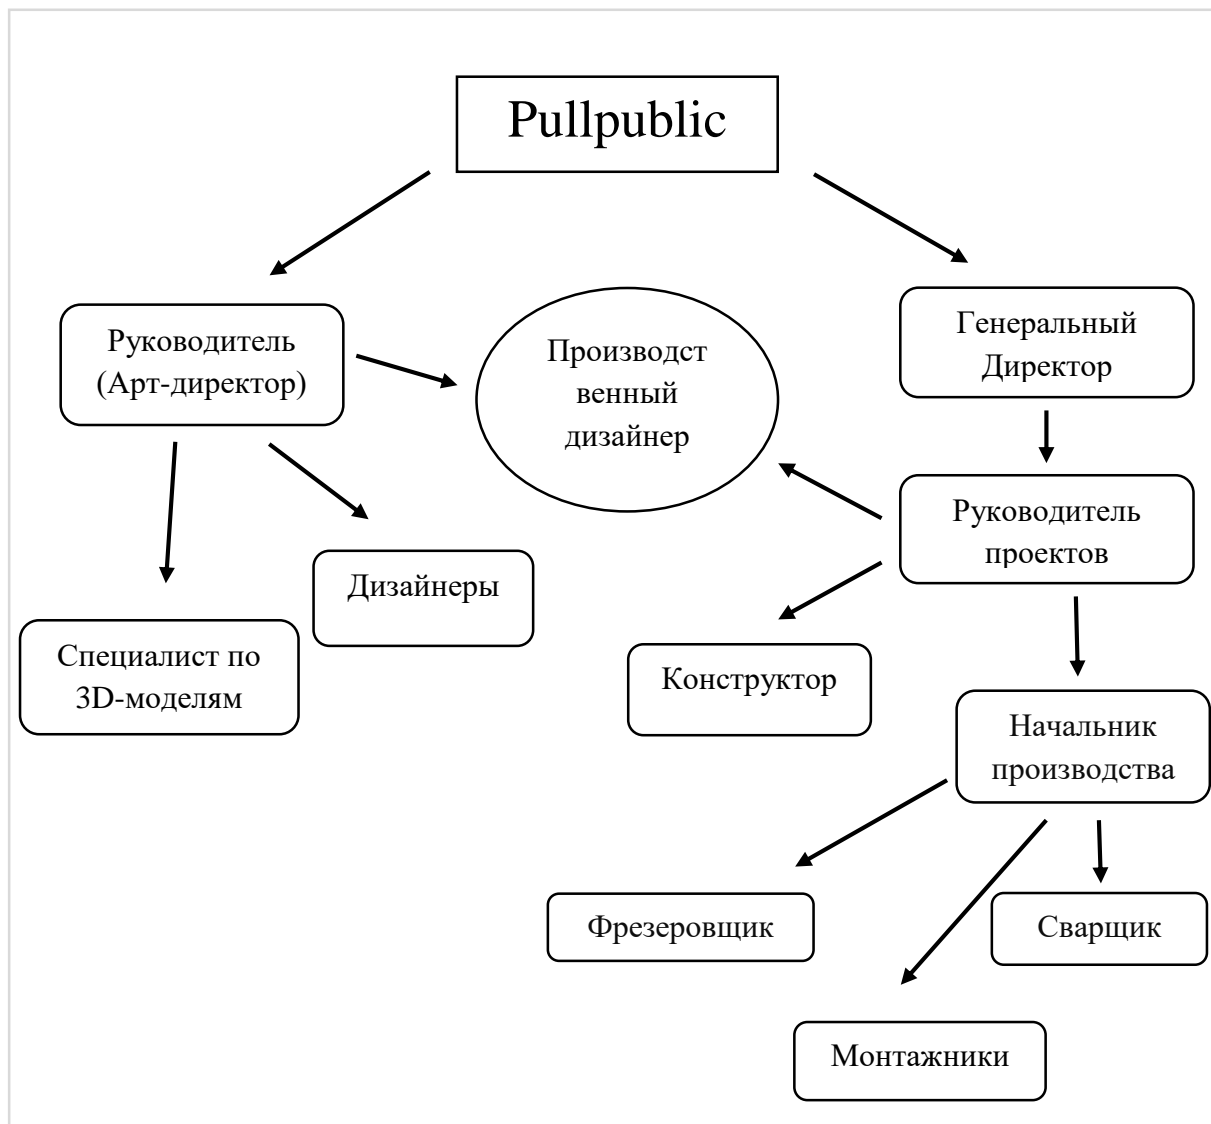 Pullpublic
Руководитель
(Арт-директор)
Производст
венный
дизайнер
Генеральный
Директор
Руководитель
проектов
Дизайнеры
Специалист по
3D-моделям
Конструктор
Начальник
производства
Фрезеровщик
Сварщик
Монтажники